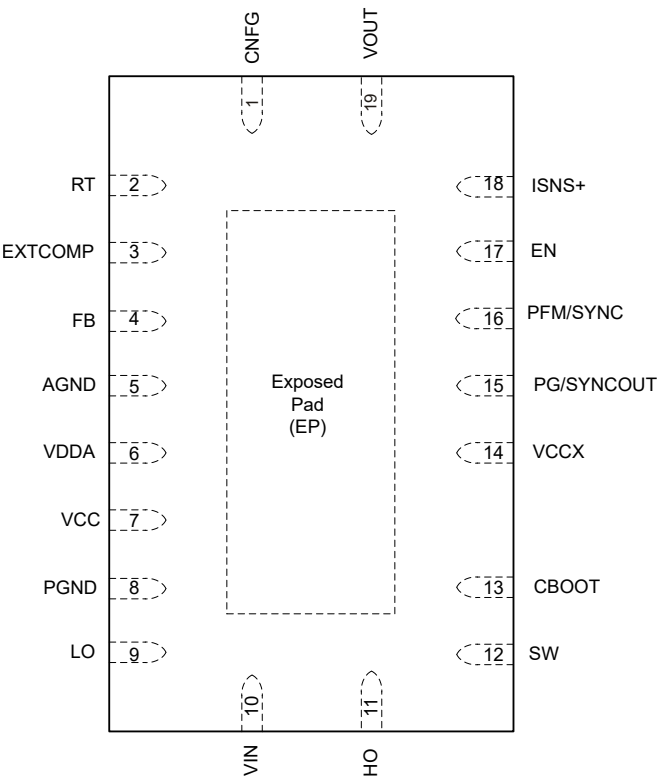 CNFG
VOUT
1
19
RT 2
18 ISNS+
EXTCOMP 3
17 EN
FB 4
16 PFM/SYNC
AGND 5
15 PG/SYNCOUT
Exposed
Pad
(EP)
VDDA 6
14 VCCX
VCC 7
PGND 8
13 CBOOT
LO 9
12 SW
10
11
VIN
HO